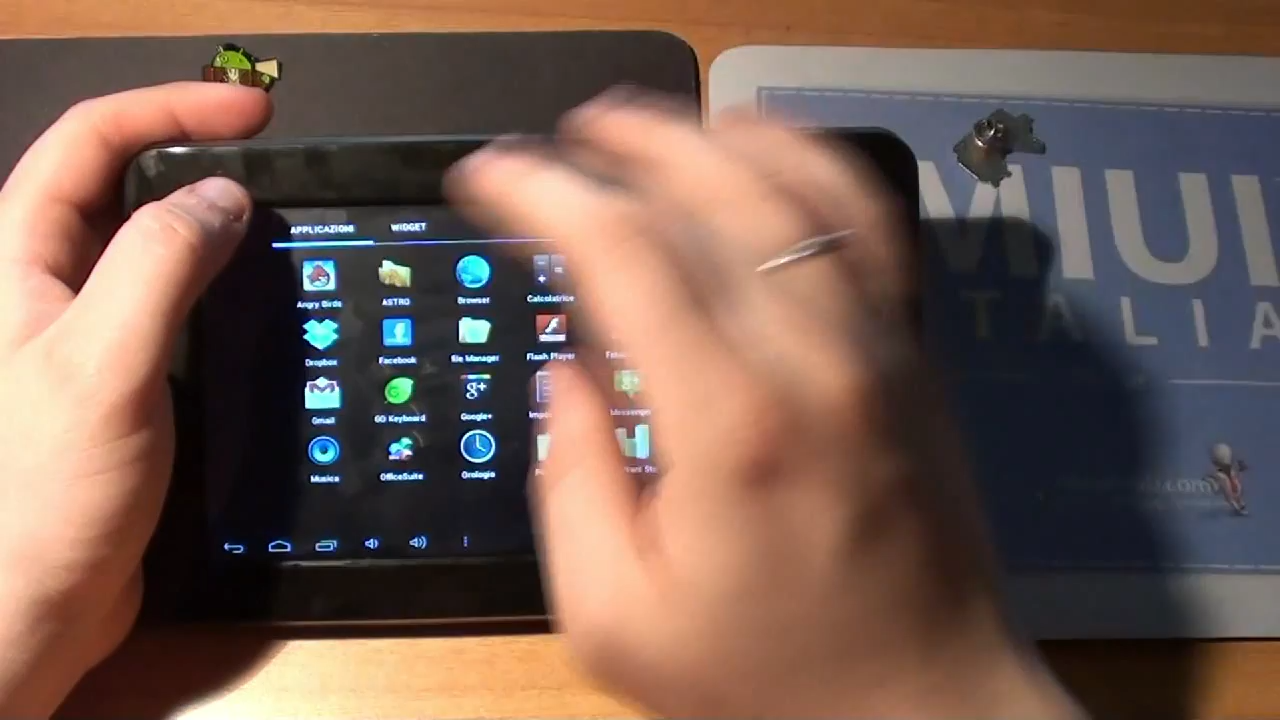 APPLICAZIONI WIDGET
Angry Birds ASTRO Browser Calcolatrice
Dropbox Facebook file Manager Flash Player
Gmail GO Keyboard Google+
Musica OfficeSuite Orologio
MIUI
ITALIA